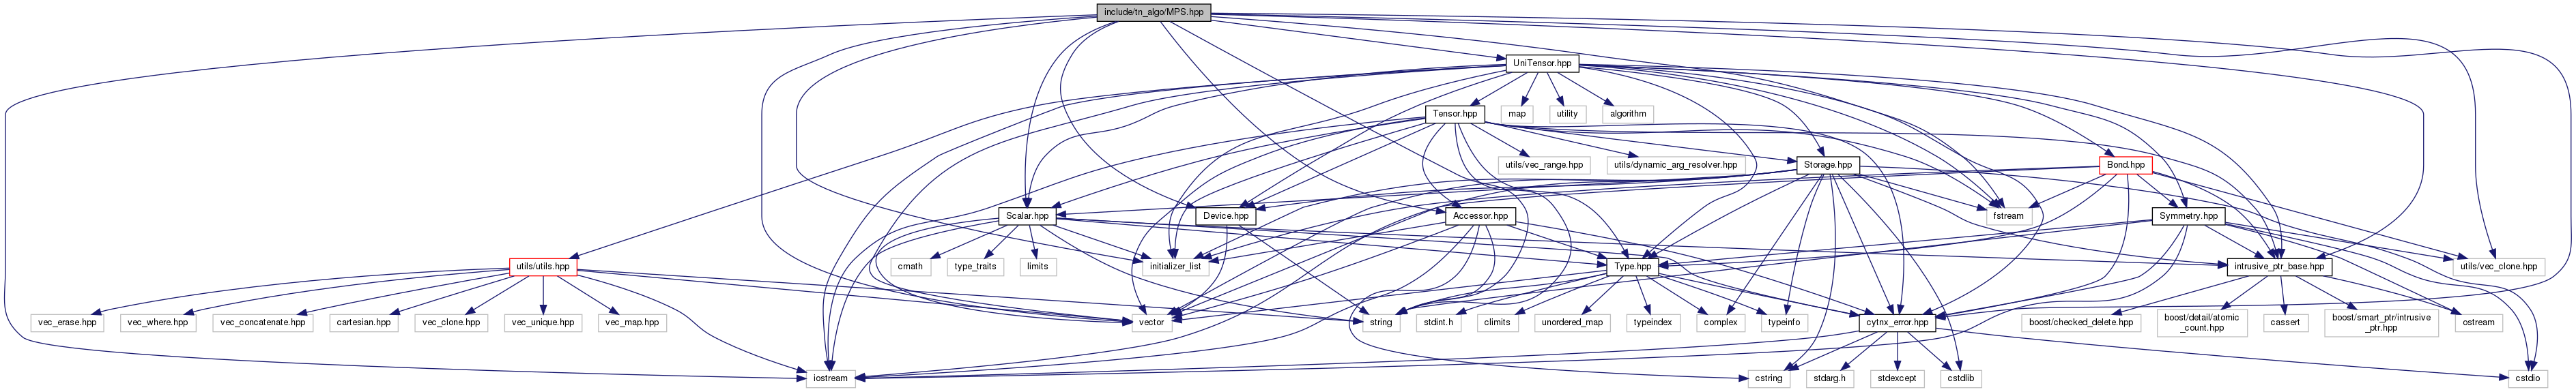 include/tn_algo/MPS.hpp
UniTensor.hpp
Tensor.hpp
map
utility
algorithm
utils/vec_range.hpp
utils/dynamic_arg_resolver.hpp
Storage.hpp
Bond.hpp
Scalar.hpp
Device.hpp
Accessor.hpp
fstream
Symmetry.hpp
utils/utils.hpp
cmath
type_traits
limits
initializer_list
Type.hpp
intrusive_ptr_base.hpp
utils/vec_clone.hpp
vec_erase.hpp
vec_where.hpp
vec_concatenate.hpp
cartesian.hpp
vec_clone.hpp
vec_unique.hpp
vec_map.hpp
vector
string
stdint.h
climits
unordered_map
typeindex
complex
typeinfo
cytnx_error.hpp
boost/checked_delete.hpp
boost/detail/atomic
_count.hpp
cassert
boost/smart_ptr/intrusive
_ptr.hpp
ostream
iostream
cstring
stdarg.h
stdexcept
cstdlib
cstdio